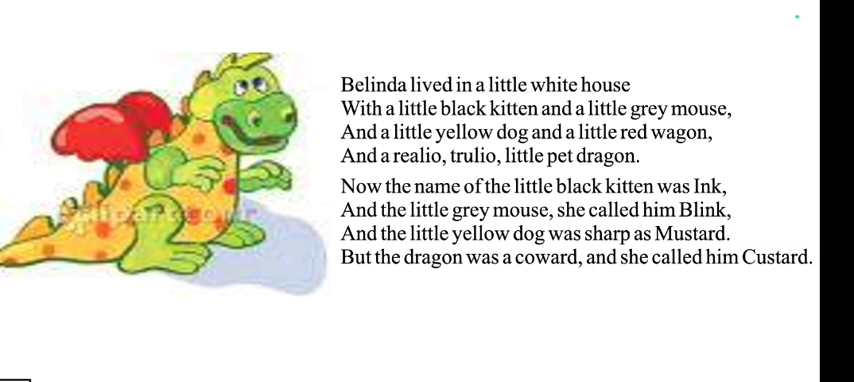 Belinda lived in a little white house
With a little black kitten and a little grey mouse,
And a little yellow dog and a little red wagon,
And a realio, trulio, little pet dragon.
Now the name of the little black kitten was Ink,
And the little grey mouse, she called him Blink,
And the little yellow dog was sharp as Mustard.
But the dragon was a coward, and she called him Custard.